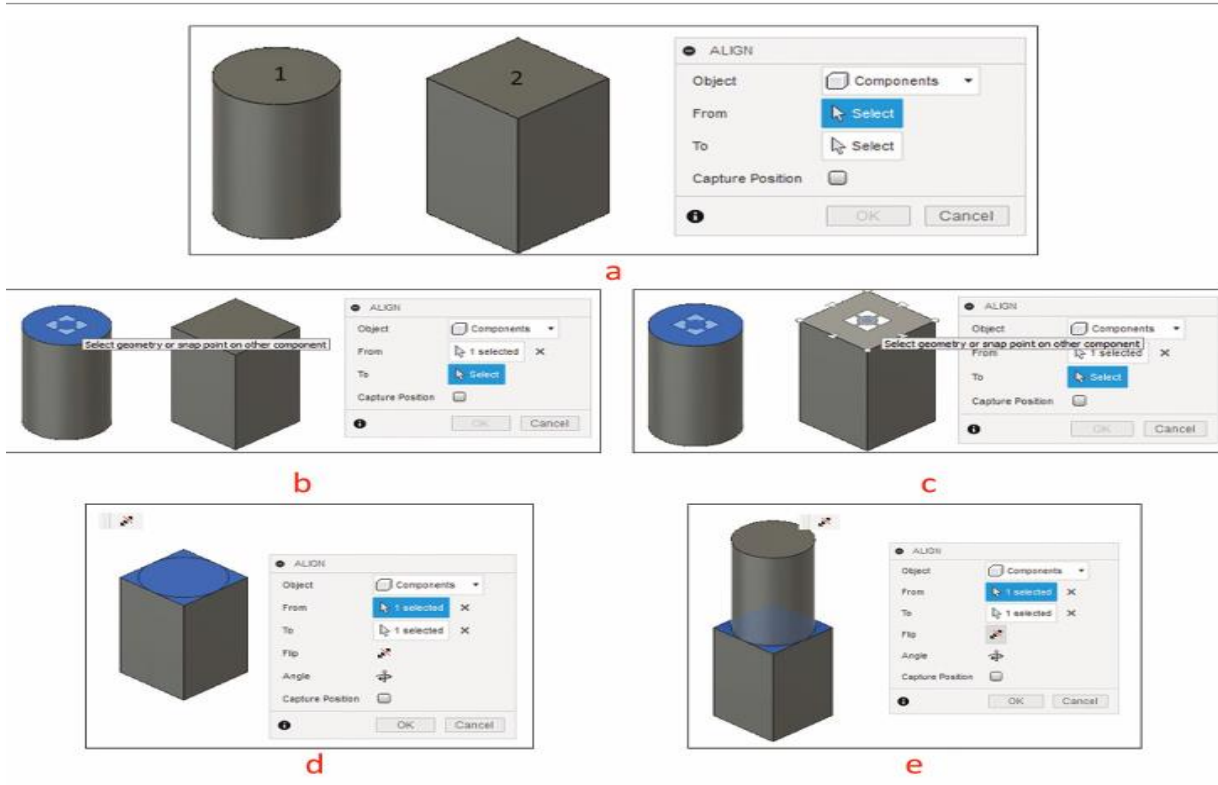 1
2
ALIGN
Object Components
From Select
To Select
Capture Position
OK Cancel
a
Select geometry or snap point on other component
ALIGN
Object Components
From 1 selected
To Select
Capture Position
OK Cancel
b
Select geometry or snap point on other component
ALIGN
Object Components
From 1 selected
To Select
Capture Position
OK Cancel
c
ALIGN
Object Components
From 1 selected
To 1 selected
Flip
Angle
Capture Position
OK Cancel
d
ALIGN
Object Components
From 1 selected
To 1 selected
Flip
Angle
Capture Position
OK Cancel
e